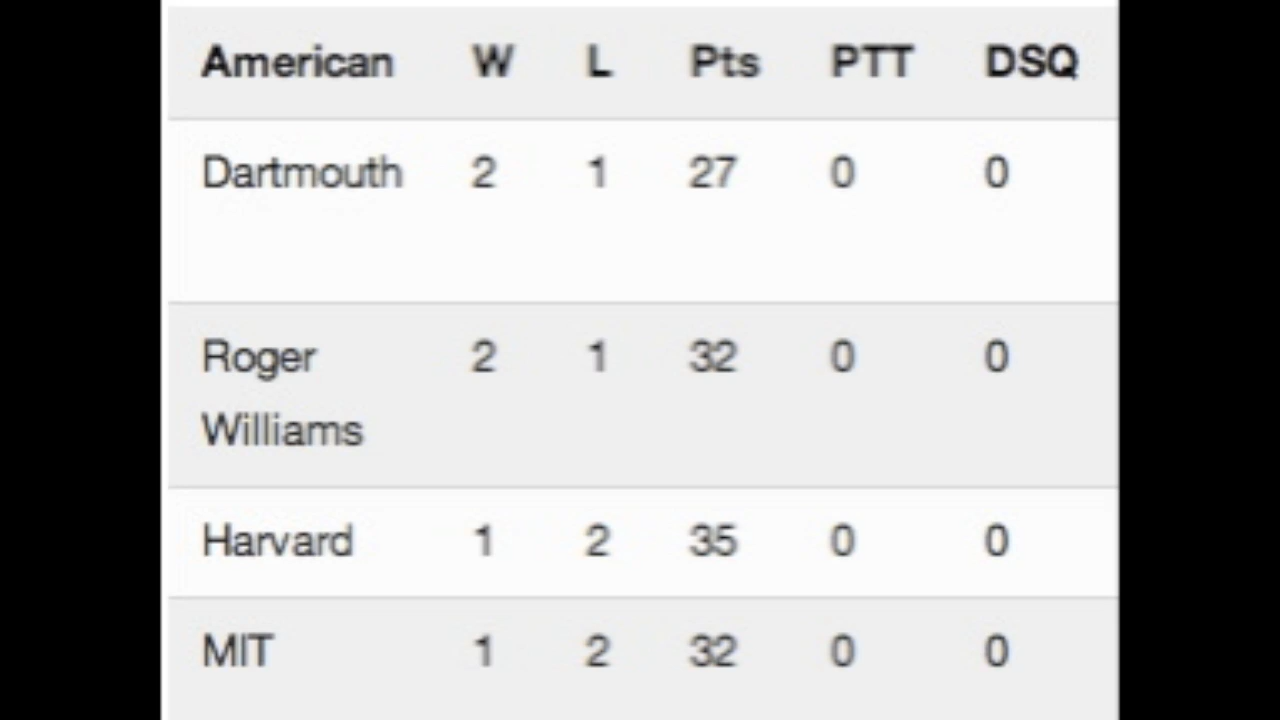 American W L Pts PTT DSQ
Dartmouth 2 1 27 0 0
Roger 2 1 32 0 0
Williams
Harvard 1 2 35 0 0
MIT 1 2 32 0 0